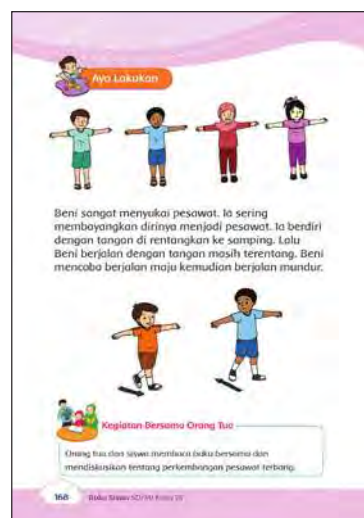 Ayo Lakukan
Beni sangat menyukai pesawat. Ia sering
membayangkan dirinya menjadi pesawat. Ia berdiri
dengan tangan di rentangkan ke samping. Lalu
Beni berjalan dengan tangan masih terentang. Beni
mencoba berjalan maju kemudian berjalan mundur.
Kegiatan Bersama Orang Tua
Orang tua dan siswa membaca buku bersama dan
mendiskusikan tentang perkembangan pesawat terbang.
168 Buku Siswa SD/MI Kelas